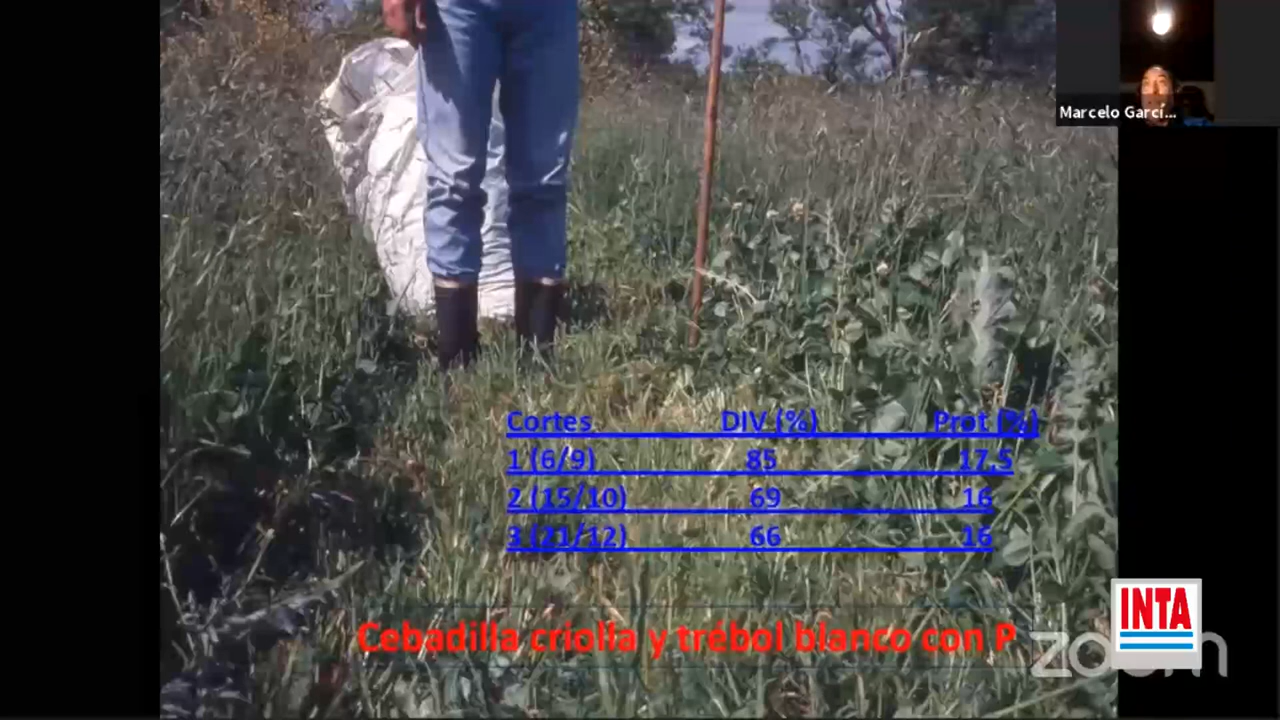 Marcelo Garcí...
Cortes DIV (%) Prot (%)
1 (6/9) 85 17,5
2 (15/10) 69 16
3 (21/12) 66 16
Cebadilla criolla y trébol blanco con P
zoom
INTA